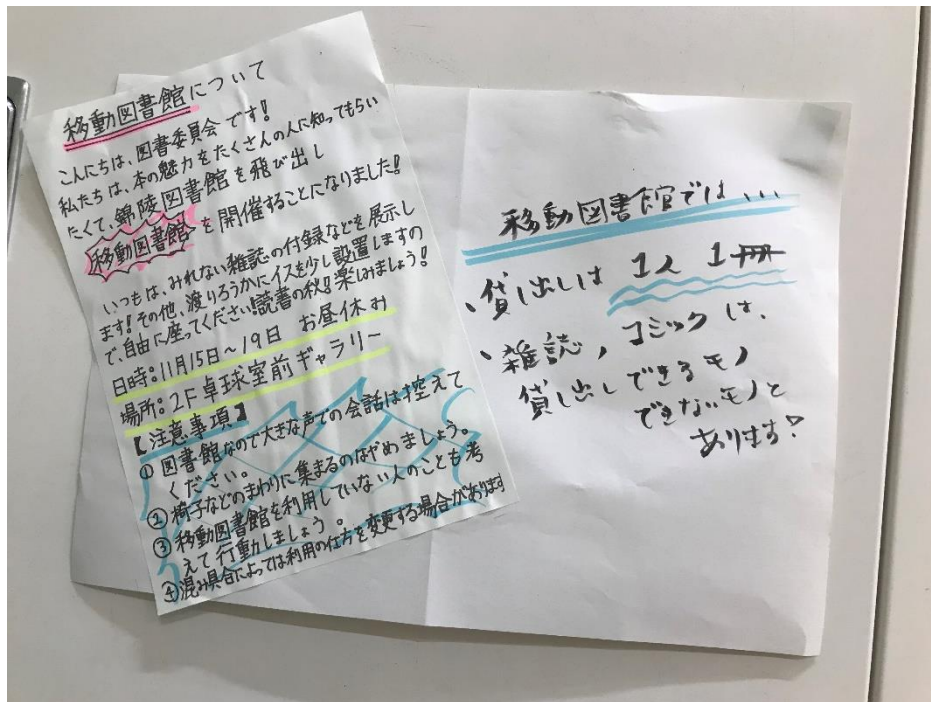 移動図書館について
こんにちは、図書委員会です!
私たちは、本の魅力をたくさんの人に知ってもらい
たくて、錦陵図書館を飛び出し
移動図書館を開催することになりました!
いつもは、みれない雑誌の付録などを展示し
ます!その他、渡りろうかにイスを少し設置しますの
で、自由に座ってください!読書の秋!!楽しみましょう!
日時:11月15日~19日 お昼休み
場所:2F卓球室前ギャラリー
【注意事項】
① 図書館なので大きな声での会話は控えて
ください。
② 椅子などのまわりに集まるのはやめましょう。
③ 移動図書館を利用していない人のことも考
えて行動しましょう。
④ 混み具合によっては利用の仕方を変更する場合があります
移動図書館では、、、
、貸し出しは 1人 1冊
、雑誌、コミックは、
貸し出しできるモノ
できないモノと
あります!